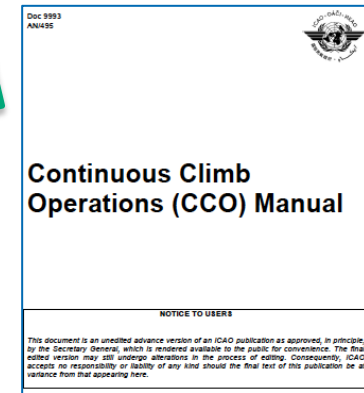 Doc 9993
AN/495
Continuous Climb
Operations (CCO) Manual
NOTICE TO USERS
This document is an unedited advance version of an ICAO publication as approved, in principle,
by the Secretary General, which is rendered available to the public for convenience. The final
edited version may still undergo alterations in the process of editing. Consequently, ICAO
accepts no responsibility or liability of any kind should the final text of this publication be at
variance from that appearing here.